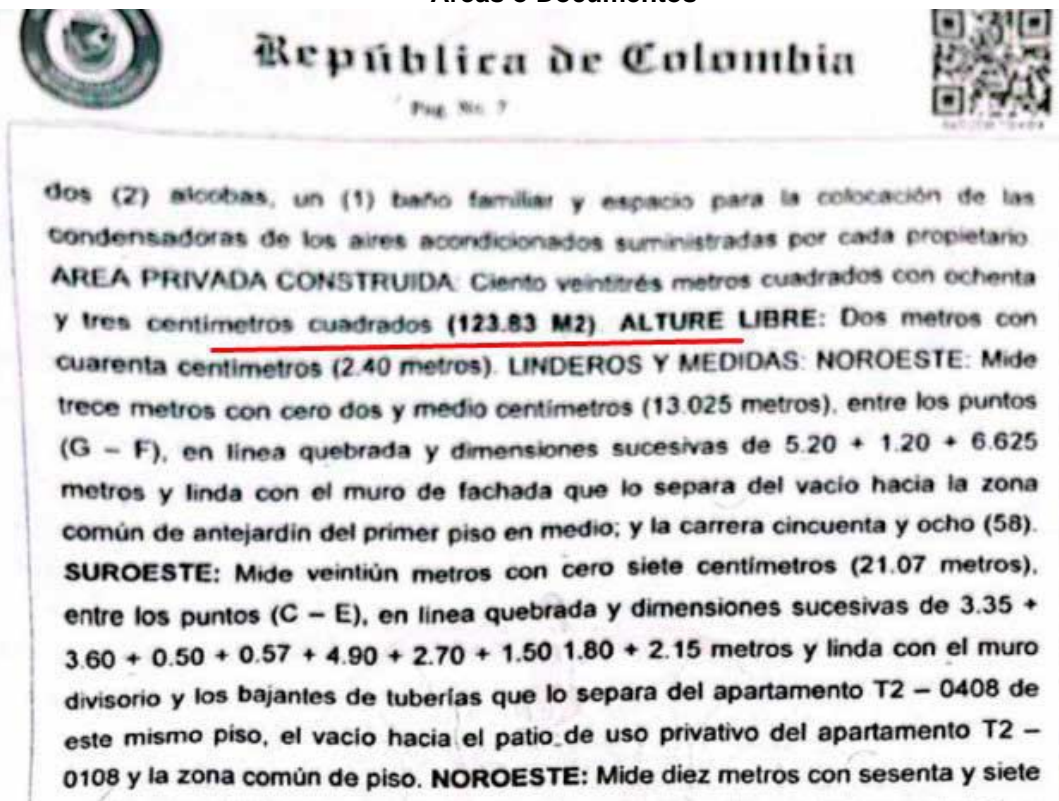 Áreas o Documentos
República de Colombia
Pag. No. 7
dos (2) alcobas, un (1) baño familiar y espacio para la colocación de las
condensadoras de los aires acondicionados suministradas por cada propietario.
AREA PRIVADA CONSTRUIDA: Ciento veintitrés metros cuadrados con ochenta
y tres centímetros cuadrados (123.83 M2). ALTURE LIBRE: Dos metros con
cuarenta centimetros (2.40 metros). LINDEROS Y MEDIDAS: NOROESTE: Mide
trece metros con cero dos y medio centímetros (13.025 metros), entre los puntos
(G – F), en línea quebrada y dimensiones sucesivas de 5.20 + 1.20 + 6.625
metros y linda con el muro de fachada que lo separa del vacío hacia la zona
común de antejardín del primer piso en medio; y la carrera cincuenta y ocho (58).
SUROESTE: Mide veintiún metros con cero siete centímetros (21.07 metros),
entre los puntos (C – E), en línea quebrada y dimensiones sucesivas de 3.35 +
3.60 + 0.50 + 0.57 + 4.90 + 2.70 + 1.50 1.80 + 2.15 metros y linda con el muro
divisorio y los bajantes de tuberías que lo separa del apartamento T2 – 0408 de
este mismo piso, el vacío hacia el patio de uso privativo del apartamento T2 –
0108 y la zona común de piso. NOROESTE: Mide diez metros con sesenta y siete